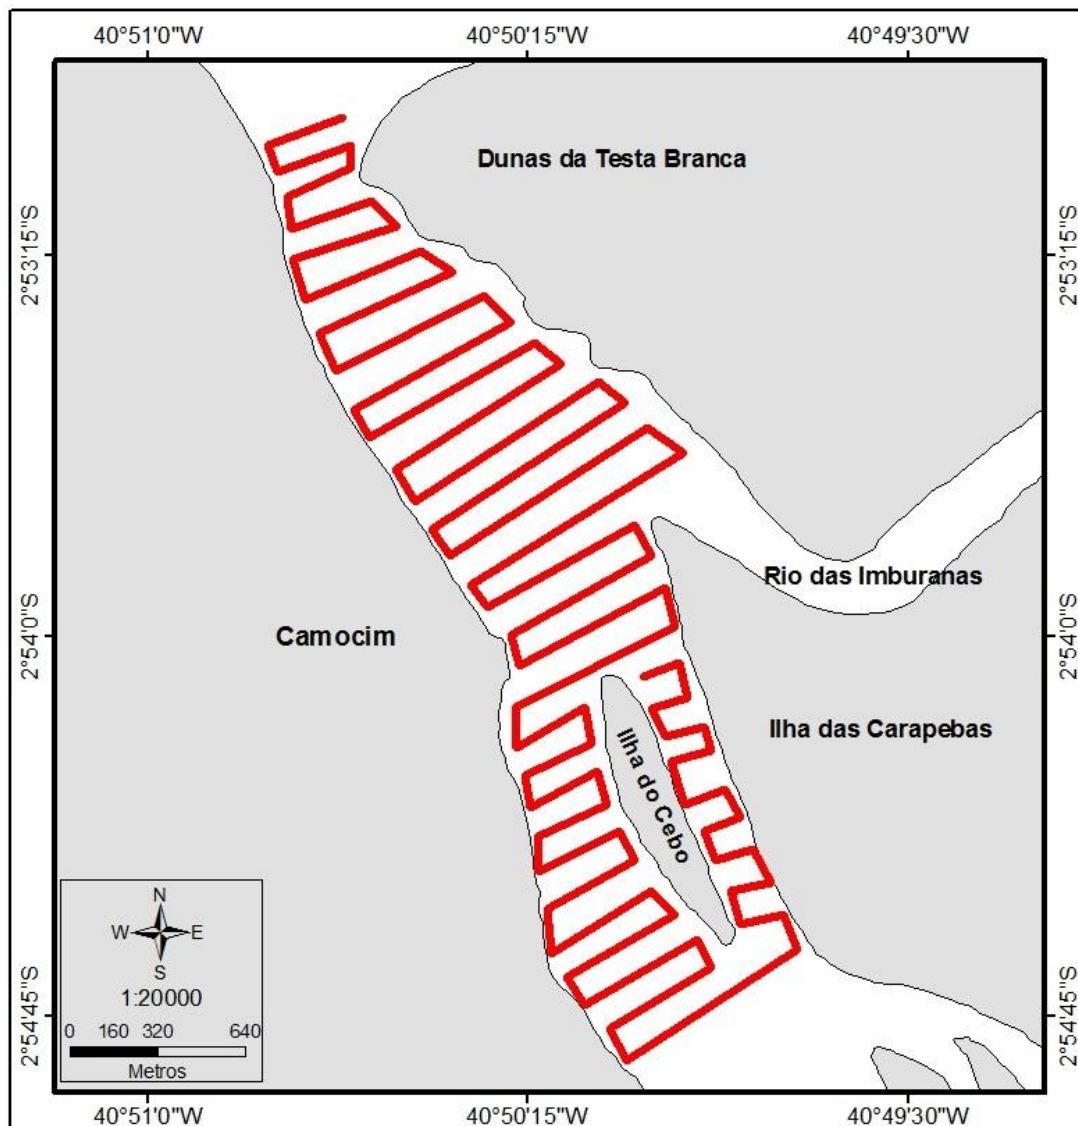 40°51'0"W 40°50'15"W 40°49'30"W
Dunas da Testa Branca
2°53'15"S 2°53'15"S
Rio das Imburanas
2°54'0"S Camocim 2°54'0"S
Ilha das Carapebas
Ilha do Cebo
N
W E
S
1:20000
0 160 320 640
Metros
2°54'45"S 2°54'45"S
40°51'0"W 40°50'15"W 40°49'30"W